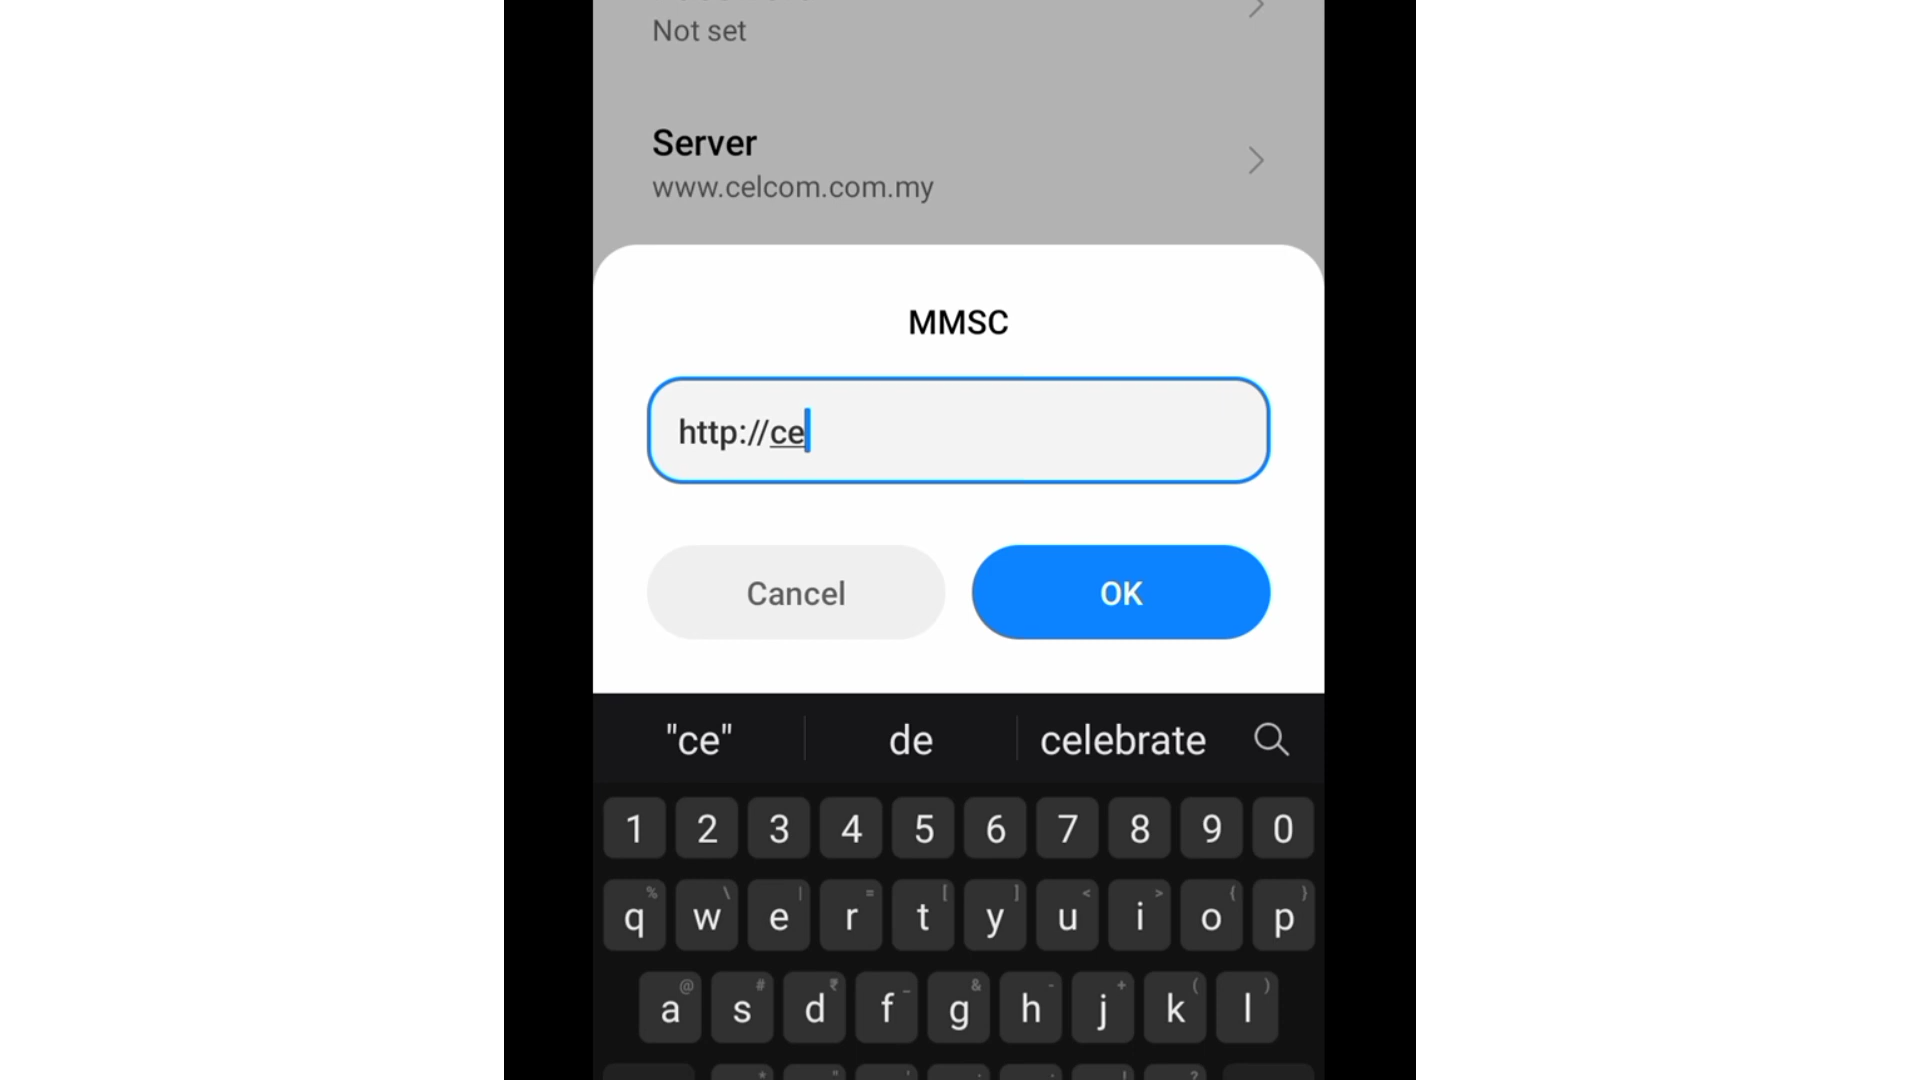 Not set
Server
www.celcom.com.my
MMSC
http://ce
Cancel OK
"ce" de celebrate
1 2 3 4 5 6 7 8 9 0
% \ | = [ ] < > { }
q w e r t y u i o p
@ # ₹ _ & - + ( )
a s d f g h j k l
* " ' : ; ! ?